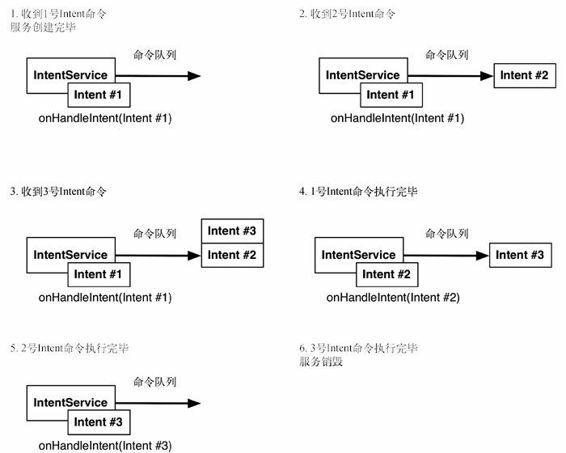 1. 收到1号Intent命令
服务创建完毕
命令队列
IntentService
Intent #1
onHandleIntent(Intent #1)
2. 收到2号Intent命令
命令队列
IntentService
Intent #2
Intent #1
onHandleIntent(Intent #1)
3. 收到3号Intent命令
命令队列
Intent #3
IntentService
Intent #2
Intent #1
onHandleIntent(Intent #1)
4. 1号Intent命令执行完毕
命令队列
IntentService
Intent #3
Intent #2
onHandleIntent(Intent #2)
5. 2号Intent命令执行完毕
命令队列
IntentService
Intent #3
onHandleIntent(Intent #3)
6. 3号Intent命令执行完毕
服务销毁